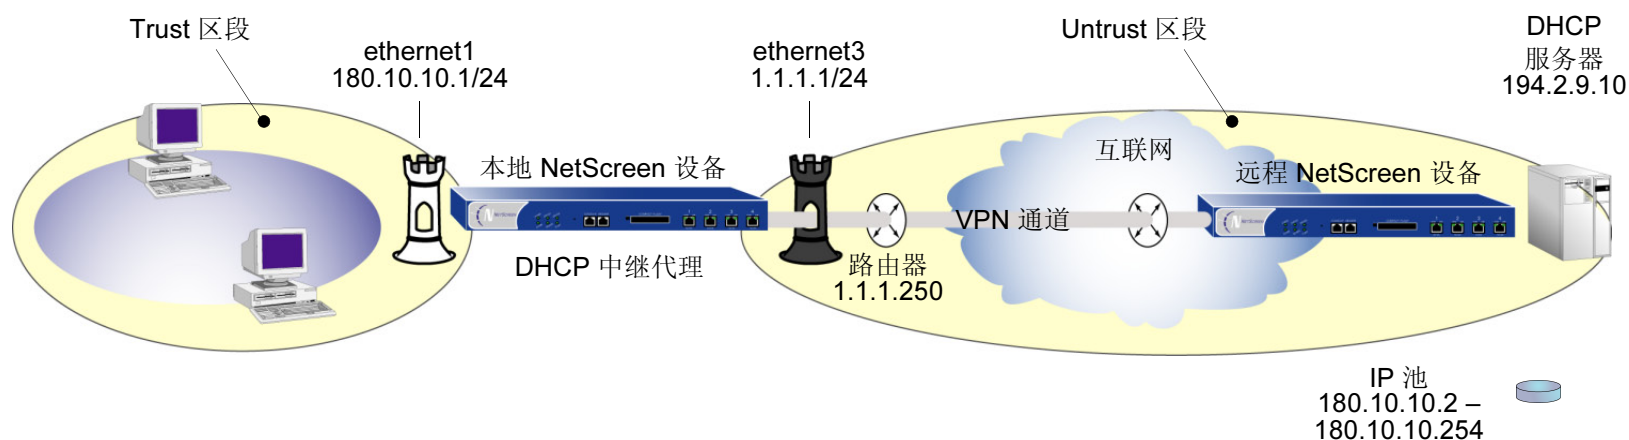 Trust 区段
ethernet1
180.10.10.1/24
ethernet3
1.1.1.1/24
Untrust 区段
DHCP
服务器
194.2.9.10
本地 NetScreen 设备
互联网
远程 NetScreen 设备
NetScreen
VPN 通道
NetScreen
DHCP 中继代理
路由器
1.1.1.250
IP 池
180.10.10.2 –
180.10.10.254